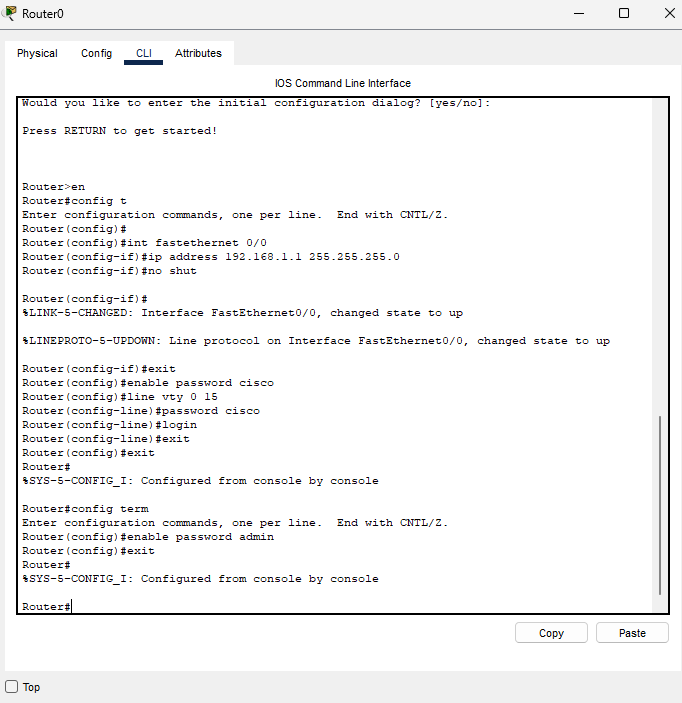 Router0
Physical Config CLI Attributes
IOS Command Line Interface
Would you like to enter the initial configuration dialog? [yes/no]:
Press RETURN to get started!
Router>en
Router#config t
Enter configuration commands, one per line.  End with CNTL/Z.
Router(config)#
Router(config)#int fastethernet 0/0
Router(config-if)#ip address 192.168.1.1 255.255.255.0
Router(config-if)#no shut
Router(config-if)#
%LINK-5-CHANGED: Interface FastEthernet0/0, changed state to up
%LINEPROTO-5-UPDOWN: Line protocol on Interface FastEthernet0/0, changed state to up
Router(config-if)#exit
Router(config)#enable password cisco
Router(config)#line vty 0 15
Router(config-line)#password cisco
Router(config-line)#login
Router(config-line)#exit
Router(config)#exit
Router#
%SYS-5-CONFIG_I: Configured from console by console
Router#config term
Enter configuration commands, one per line.  End with CNTL/Z.
Router(config)#enable password admin
Router(config)#exit
Router#
%SYS-5-CONFIG_I: Configured from console by console
Router#
Copy Paste
Top